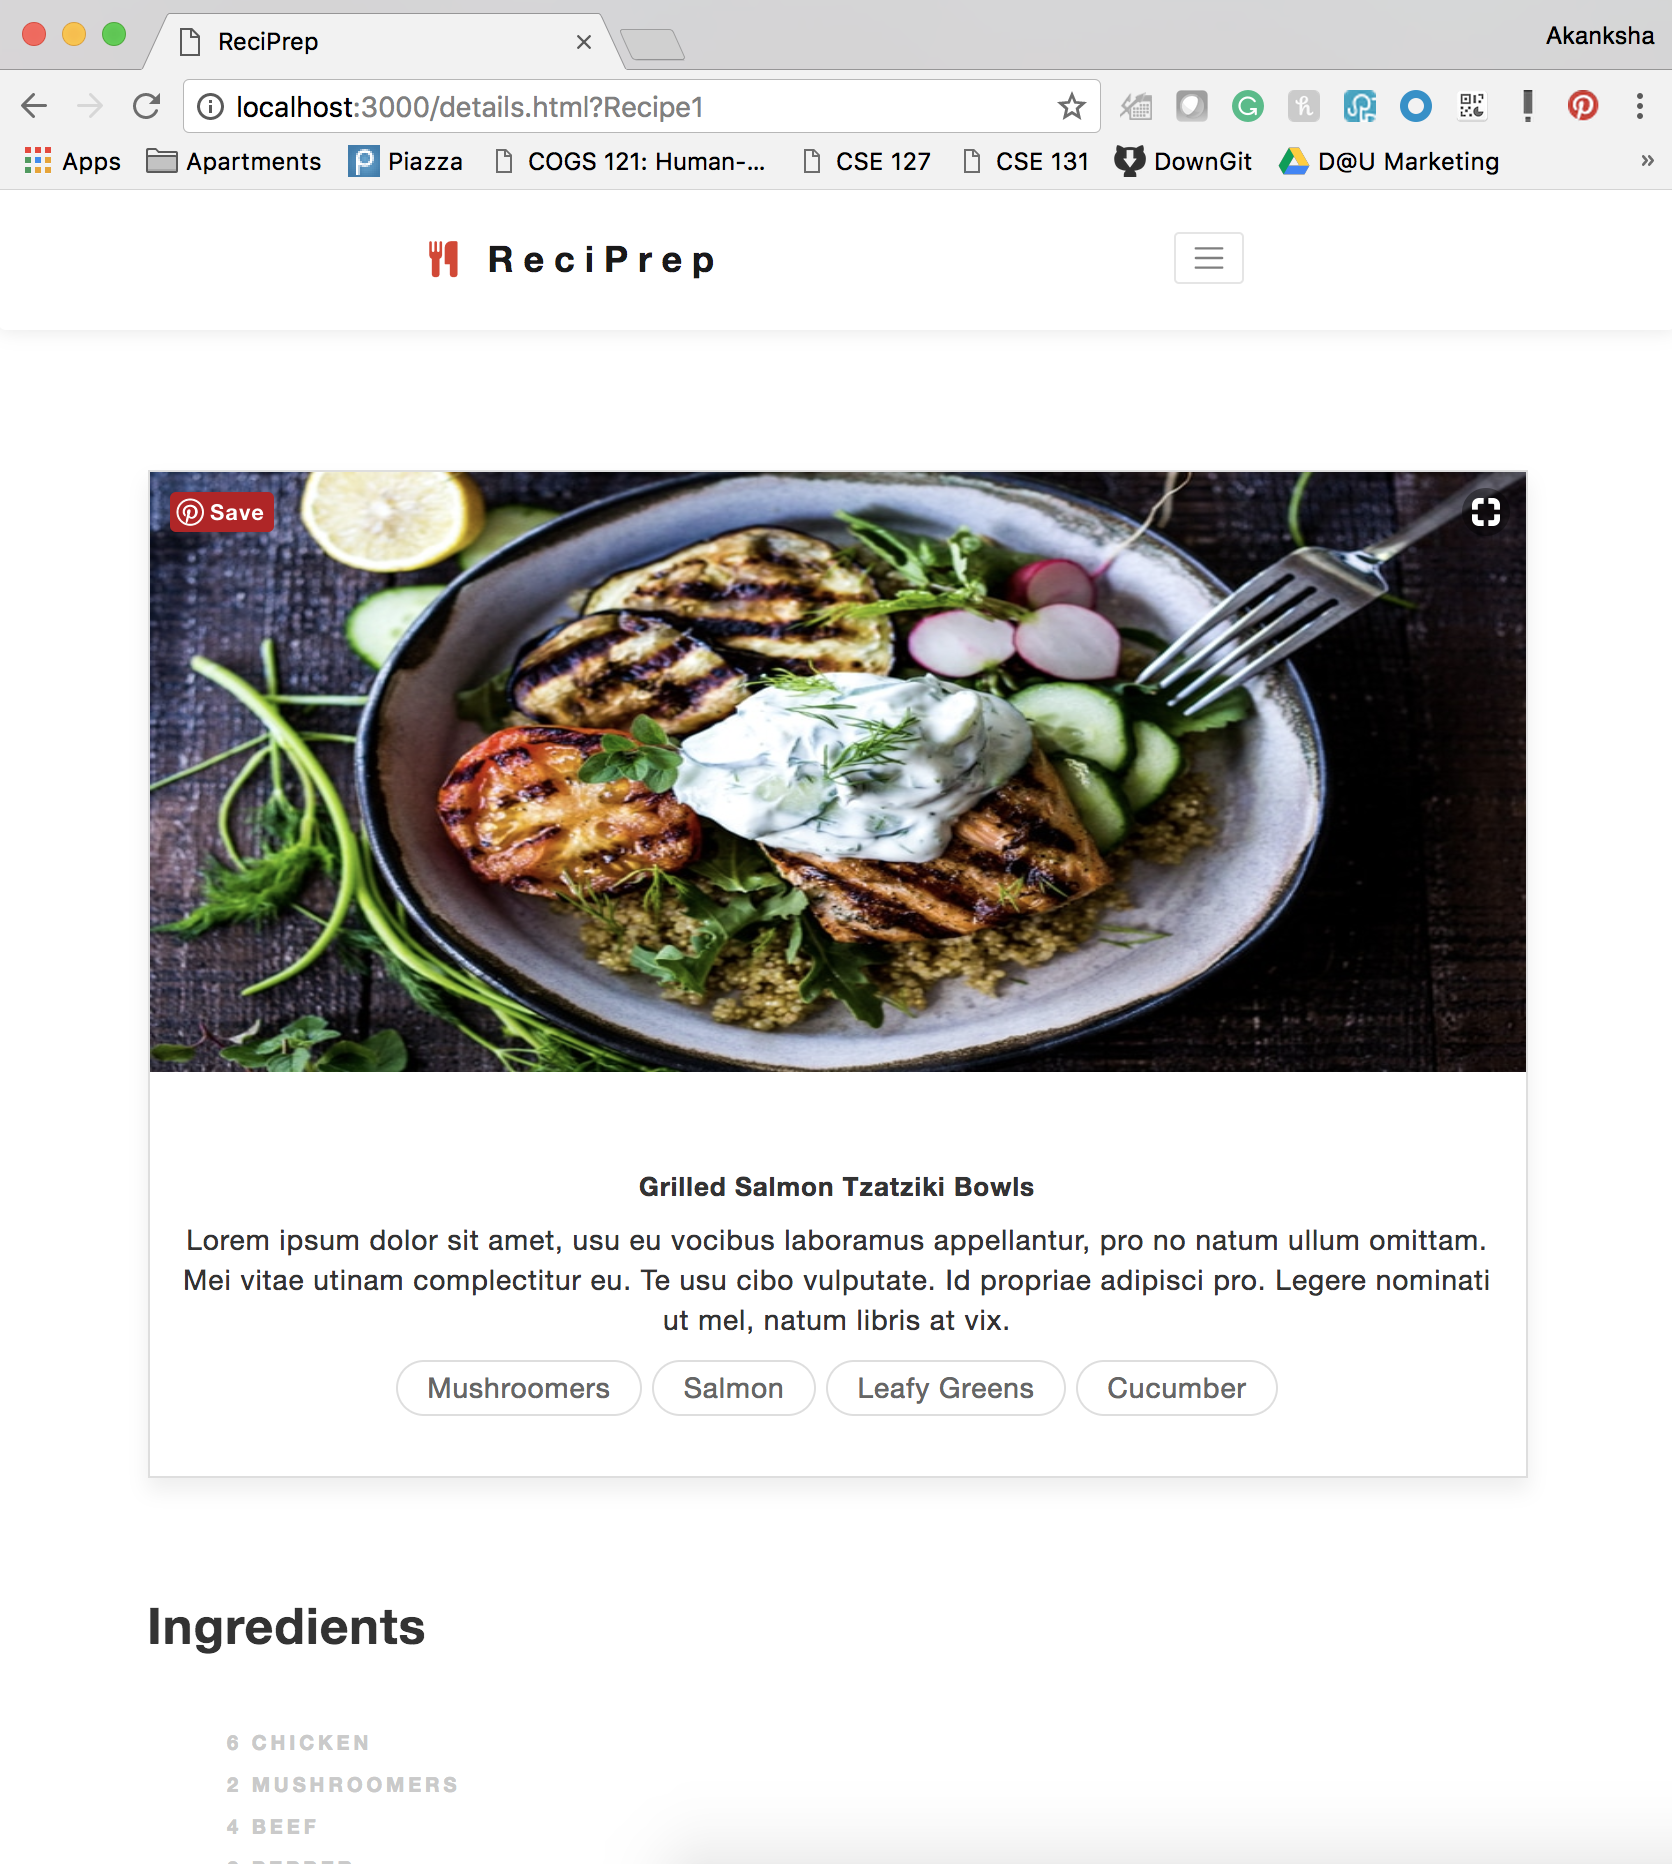 ReciPrep
Akanksha
localhost:3000/details.html?Recipe1
Apps
Apartments
Piazza
COGS 121: Human-...
CSE 127
CSE 131
DownGit
D@U Marketing
»
ReciPrep
Save
Grilled Salmon Tzatziki Bowls
Lorem ipsum dolor sit amet, usu eu vocibus laboramus appellantur, pro no natum ullum omittam.
Mei vitae utinam complectitur eu. Te usu cibo vulputate. Id propriae adipisci pro. Legere nominati
ut mel, natum libris at vix.
Mushroomers
Salmon
Leafy Greens
Cucumber
Ingredients
6 CHICKEN
2 MUSHROOMERS
4 BEEF